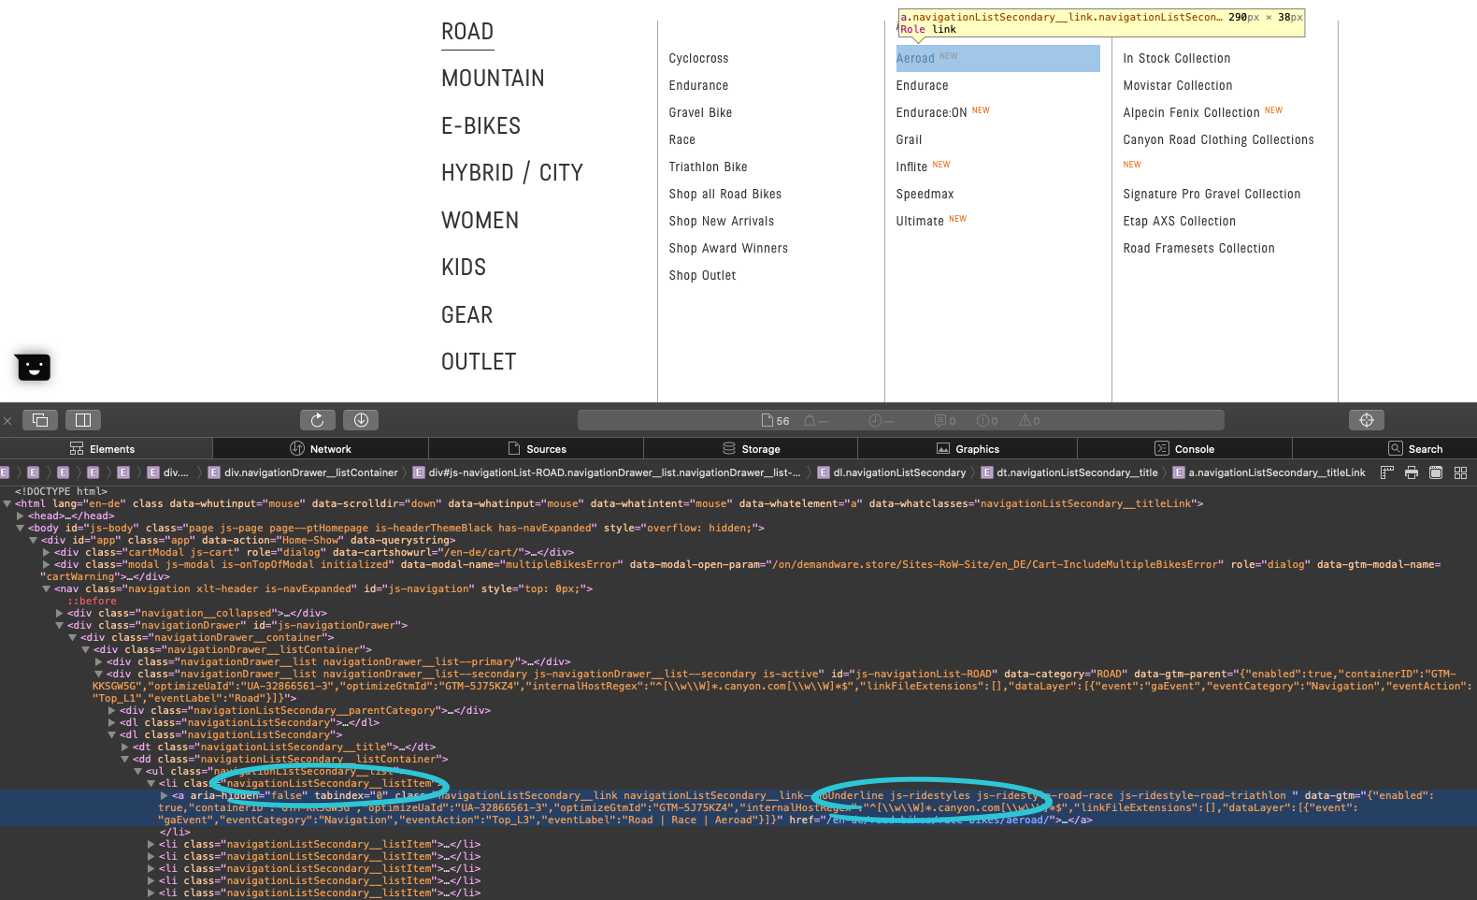 ROAD
MOUNTAIN
E-BIKES
HYBRID / CITY
WOMEN
KIDS
GEAR
OUTLET
Cyclocross
Endurance
Gravel Bike
Race
Triathlon Bike
Shop all Road Bikes
Shop New Arrivals
Shop Award Winners
Shop Outlet
a.navigationListSecondary__link.navigationListSecon… 290px × 38px
Role link
Aeroad NEW
Endurace
Endurace:ON NEW
Grail
Inflite NEW
Speedmax
Ultimate NEW
In Stock Collection
Movistar Collection
Alpecin Fenix Collection NEW
Canyon Road Clothing Collections
NEW
Signature Pro Gravel Collection
Etap AXS Collection
Road Framesets Collection
56 — — 0 0 0
Elements Network Sources Storage Graphics Console Search
E E E E E E div.… E div.navigationDrawer__listContainer E div#js-navigationList-ROAD.navigationDrawer__list.navigationDrawer__list-… E dl.navigationListSecondary E dt.navigationListSecondary__title E a.navigationListSecondary__titleLink
<!DOCTYPE html>
<html lang="en-de" class data-whutinput="mouse" data-scrolldir="down" data-whatinput="mouse" data-whatintent="mouse" data-whatelement="a" data-whatclasses="navigationListSecondary__titleLink">
<head>…</head>
<body id="js-body" class="page js-page page--ptHomepage is-headerThemeBlack has-navExpanded" style="overflow: hidden;">
<div id="app" class="app" data-action="Home-Show" data-querystring>
<div class="cartModal js-cart" role="dialog" data-cartshowurl="/en-de/cart/">…</div>
<div class="modal js-modal is-onTopOfModal initialized" data-modal-name="multipleBikesError" data-modal-open-param="/on/demandware.store/Sites-RoW-Site/en_DE/Cart-IncludeMultipleBikesError" role="dialog" data-gtm-modal-name=
"cartWarning">…</div>
<nav class="navigation xlt-header is-navExpanded" id="js-navigation" style="top: 0px;">
::before
<div class="navigation__collapsed">…</div>
<div class="navigationDrawer" id="js-navigationDrawer">
<div class="navigationDrawer__container">
<div class="navigationDrawer__listContainer">
<div class="navigationDrawer__list navigationDrawer__list--primary">…</div>
<div class="navigationDrawer__list navigationDrawer__list--secondary js-navigationDrawer__list--secondary is-active" id="js-navigationList-ROAD" data-category="ROAD" data-gtm-parent="{"enabled":true,"containerID":"GTM-
KKSGW5G","optimizeUaId":"UA-32866561-3","optimizeGtmId":"GTM-5J75KZ4","internalHostRegex":"^[\\w\\W]*.canyon.com[\\w\\W]*$","linkFileExtensions":[],"dataLayer":[{"event":"gaEvent","eventCategory":"Navigation","eventAction":
"Top_L1","eventLabel":"Road"}]}">
<div class="navigationListSecondary__parentCategory">…</div>
<dl class="navigationListSecondary">…</dl>
<dl class="navigationListSecondary">
<dt class="navigationListSecondary__title">…</dt>
<dd class="navigationListSecondary__listContainer">
<ul class="navigationListSecondary__list">
<li class="navigationListSecondary__listItem">
<a aria-hidden="false" tabindex="0" class="navigationListSecondary__link navigationListSecondary__link--noUnderline js-ridestyles js-ridestyle-road-race js-ridestyle-road-triathlon " data-gtm="{"enabled":
true,"containerID":"GTM-KKSGW5G","optimizeUaId":"UA-32866561-3","optimizeGtmId":"GTM-5J75KZ4","internalHostRegex":"^[\\w\\W]*.canyon.com[\\w\\W]*$","linkFileExtensions":[],"dataLayer":[{"event":
"gaEvent","eventCategory":"Navigation","eventAction":"Top_L3","eventLabel":"Road | Race | Aeroad"}]}" href="/en-de/road-bikes/race-bikes/aeroad/">…</a>
</li>
<li class="navigationListSecondary__listItem">…</li>
<li class="navigationListSecondary__listItem">…</li>
<li class="navigationListSecondary__listItem">…</li>
<li class="navigationListSecondary__listItem">…</li>
<li class="navigationListSecondary__listItem">…</li>